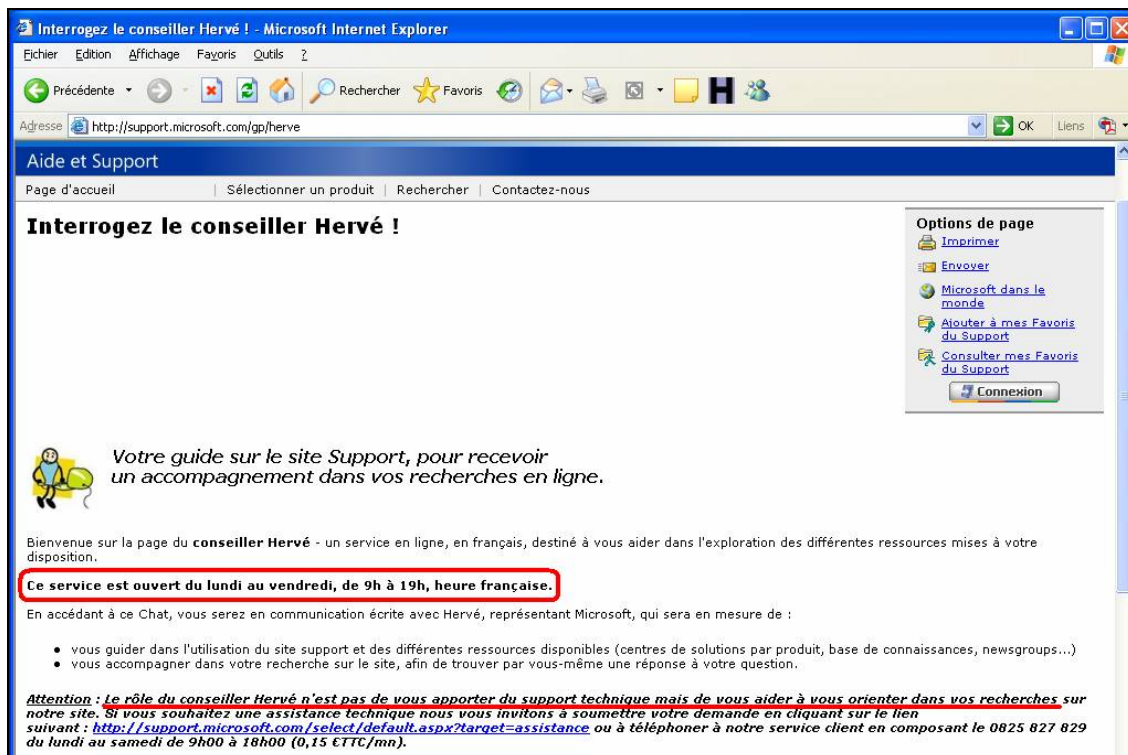 Interrogez le conseiller Hervé ! - Microsoft Internet Explorer
Fichier Edition Affichage Favoris Outils ?
Précédente Rechercher Favoris
Adresse http://support.microsoft.com/gp/herve OK Liens
Aide et Support
Page d'accueil | Sélectionner un produit | Rechercher | Contactez-nous
Interrogez le conseiller Hervé !
Options de page
Imprimer
Envoyer
Microsoft dans le
monde
Ajouter à mes Favoris
du Support
Consulter mes Favoris
du Support
Connexion
Votre guide sur le site Support, pour recevoir
un accompagnement dans vos recherches en ligne.
Bienvenue sur la page du conseiller Hervé - un service en ligne, en français, destiné à vous aider dans l'exploration des différentes ressources mises à votre
disposition.
Ce service est ouvert du lundi au vendredi, de 9h à 19h, heure française.
En accédant à ce Chat, vous serez en communication écrite avec Hervé, représentant Microsoft, qui sera en mesure de :
• vous guider dans l'utilisation du site support et des différentes ressources disponibles (centres de solutions par produit, base de connaissances, newsgroups...)
• vous accompagner dans votre recherche sur le site, afin de trouver par vous-même une réponse à votre question.
Attention : Le rôle du conseiller Hervé n'est pas de vous apporter du support technique mais de vous aider à vous orienter dans vos recherches sur
notre site. Si vous souhaitez une assistance technique nous vous invitons à soumettre votre demande en cliquant sur le lien
suivant : http://support.microsoft.com/select/default.aspx?target=assistance ou à téléphoner à notre service client en composant le 0825 827 829
du lundi au samedi de 9h00 à 18h00 (0,15 €TTC/mn).